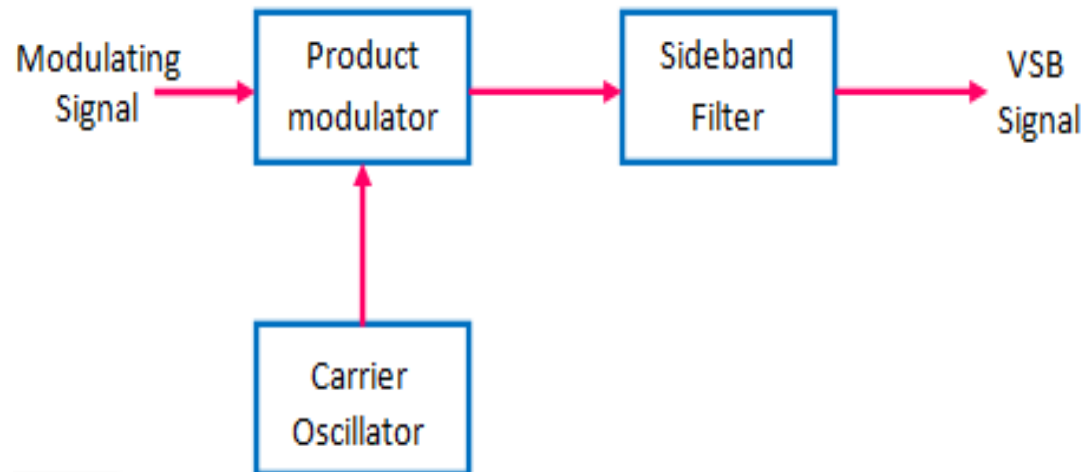 Modulating
Signal
Product
modulator
Sideband
Filter
VSB
Signal
Carrier
Oscillator